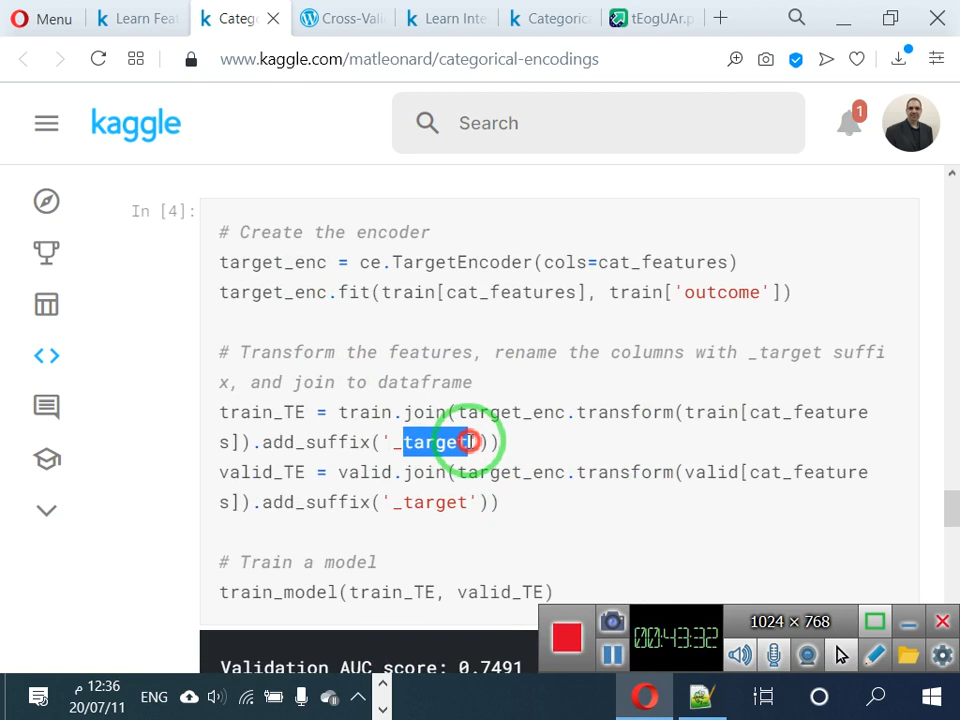 Menu
Learn Fea
Categ
Cross-Vali
Learn Inte
Categorica
tEogUAr.p
www.kaggle.com/matleonard/categorical-encodings
kaggle
Search
1
In [4]:
# Create the encoder
target_enc = ce.TargetEncoder(cols=cat_features)
target_enc.fit(train[cat_features], train['outcome'])
# Transform the features, rename the columns with _target suffi
x, and join to dataframe
train_TE = train.join(target_enc.transform(train[cat_feature
s]).add_suffix('_target'))
valid_TE = valid.join(target_enc.transform(valid[cat_feature
s]).add_suffix('_target'))
# Train a model
train_model(train_TE, valid_TE)
Validation AUC score: 0.7491
1024 × 768
00:43:32
12:36 م
ENG
20/07/11